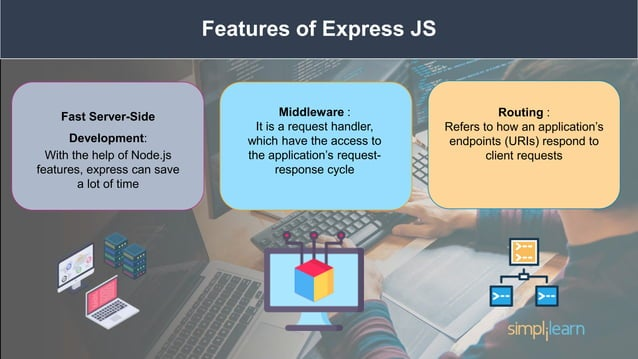 Features of Express JS
Fast Server-Side
Development:
With the help of Node.js
features, express can save
a lot of time
Middleware :
It is a request handler,
which have the access to
the application's request-
response cycle
Routing :
Refers to how an application's
endpoints (URIs) respond to
client requests
simplilearn